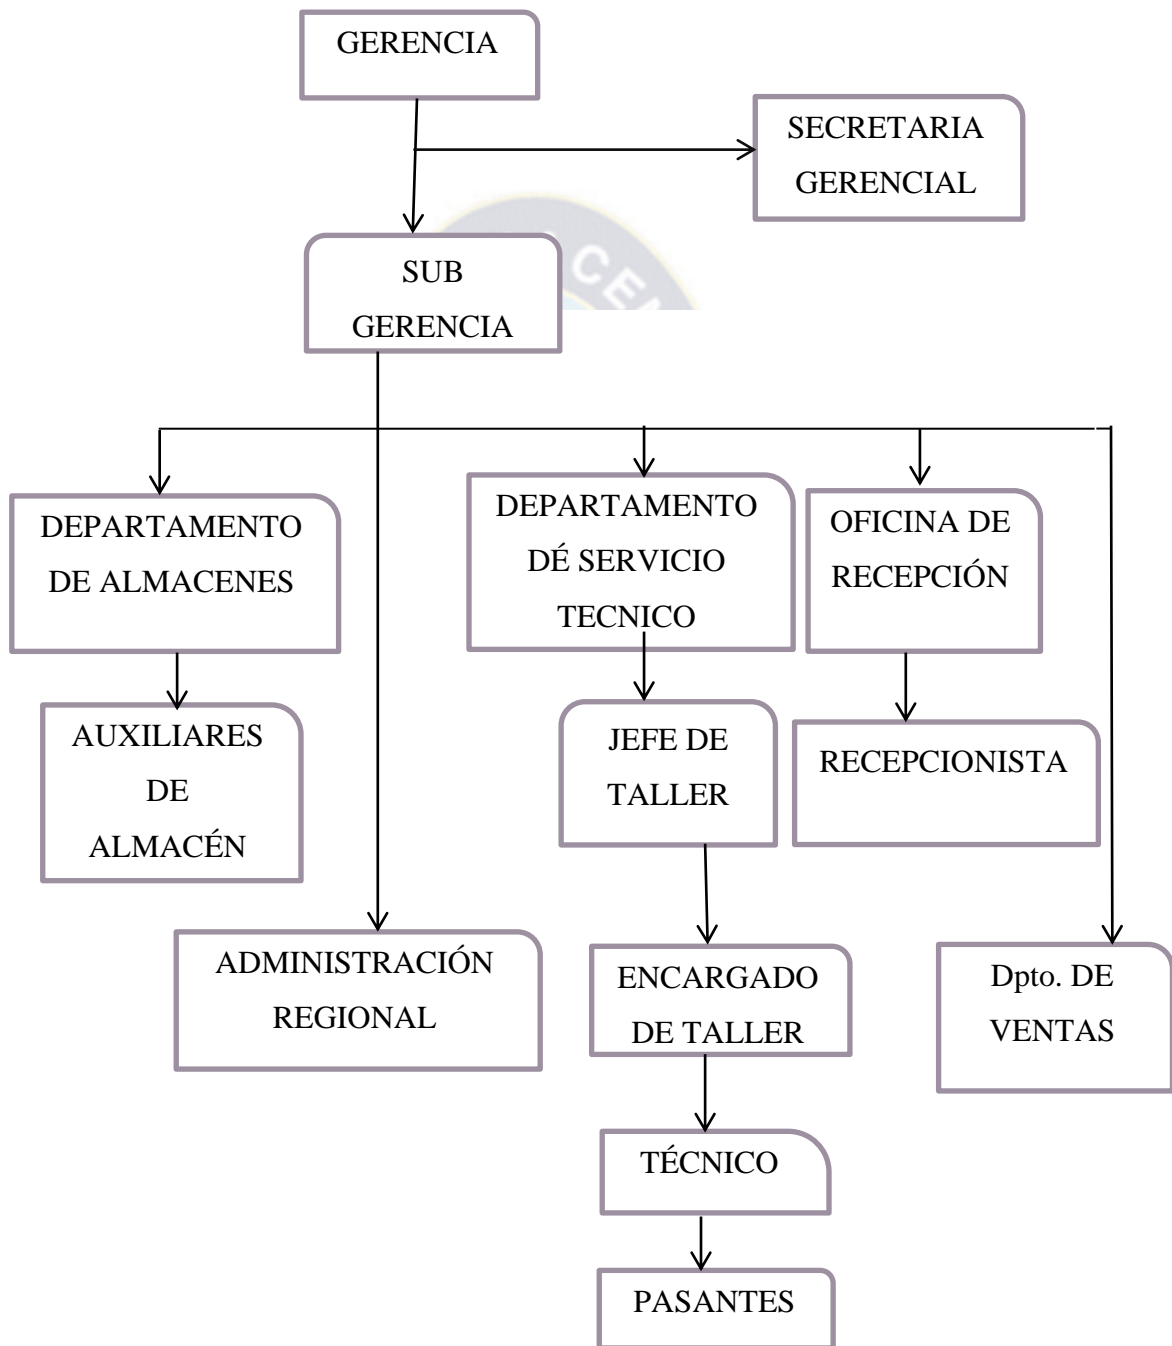 GERENCIA
SECRETARIA
GERENCIAL
SUB
GERENCIA
DEPARTAMENTO
DE ALMACENES
DEPARTAMENTO
DÉ SERVICIO
TECNICO
OFICINA DE
RECEPCIÓN
AUXILIARES
DE
ALMACÉN
JEFE DE
TALLER
RECEPCIONISTA
ADMINISTRACIÓN
REGIONAL
ENCARGADO
DE TALLER
Dpto. DE
VENTAS
TÉCNICO
PASANTES